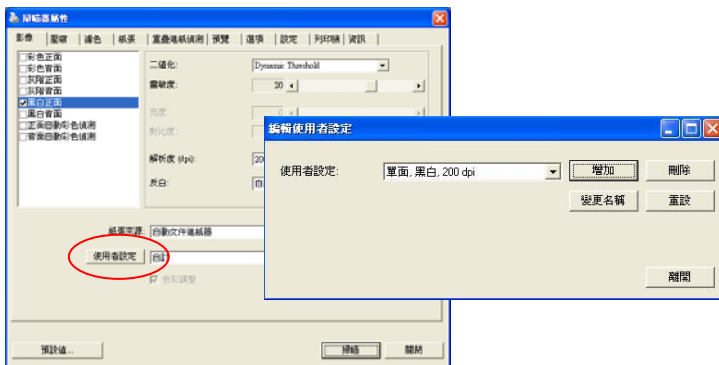 掃瞄器屬性
影像 壓縮 濾色 紙張 重疊進紙偵測 預覽 選項 設定 列印機 資訊
彩色正面
彩色背面
灰階正面
灰階背面
黑白正面
黑白背面
正面自動彩色偵測
背面自動彩色偵測
二值化: Dynamic Threshold
靈敏度: 20
亮度: 0
對比度:
解析度 (dpi): 200
反白:
紙張來源: 自動文件進紙器
使用者設定 自訂
色彩調整
預設值... 掃瞄 關閉
編輯使用者設定
使用者設定: 單面, 黑白, 200 dpi 增加 刪除
變更名稱 重設
離開